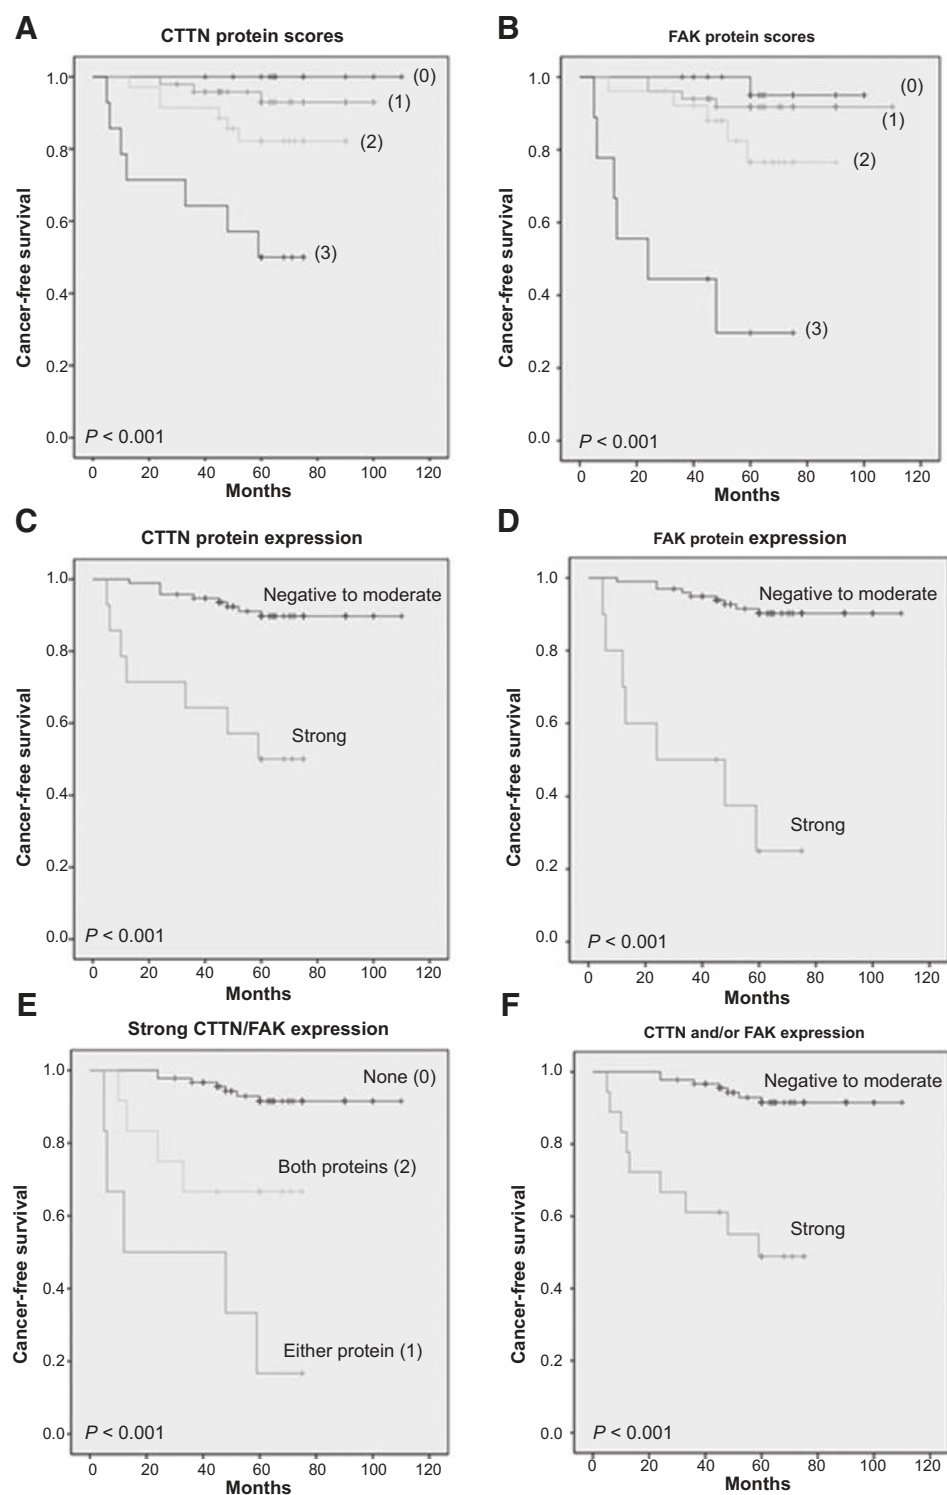 A
CTTN protein scores
Cancer-free survival
1.0
0.8
0.6
0.4
0.2
0.0
(0)
(1)
(2)
(3)
P < 0.001
0 20 40 60 80 100 120
Months
B
FAK protein scores
Cancer-free survival
1.0
0.8
0.6
0.4
0.2
0.0
(0)
(1)
(2)
(3)
P < 0.001
0 20 40 60 80 100 120
Months
C
CTTN protein expression
Cancer-free survival
1.0
0.8
0.6
0.4
0.2
0.0
Negative to moderate
Strong
P < 0.001
0 20 40 60 80 100 120
Months
D
FAK protein expression
Cancer-free survival
1.0
0.8
0.6
0.4
0.2
0.0
Negative to moderate
Strong
P < 0.001
0 20 40 60 80 100 120
Months
E
Strong CTTN/FAK expression
Cancer-free survival
1.0
0.8
0.6
0.4
0.2
0.0
None (0)
Both proteins (2)
Either protein (1)
P < 0.001
0 20 40 60 80 100 120
Months
F
CTTN and/or FAK expression
Cancer-free survival
1.0
0.8
0.6
0.4
0.2
0.0
Negative to moderate
Strong
P < 0.001
0 20 40 60 80 100 120
Months